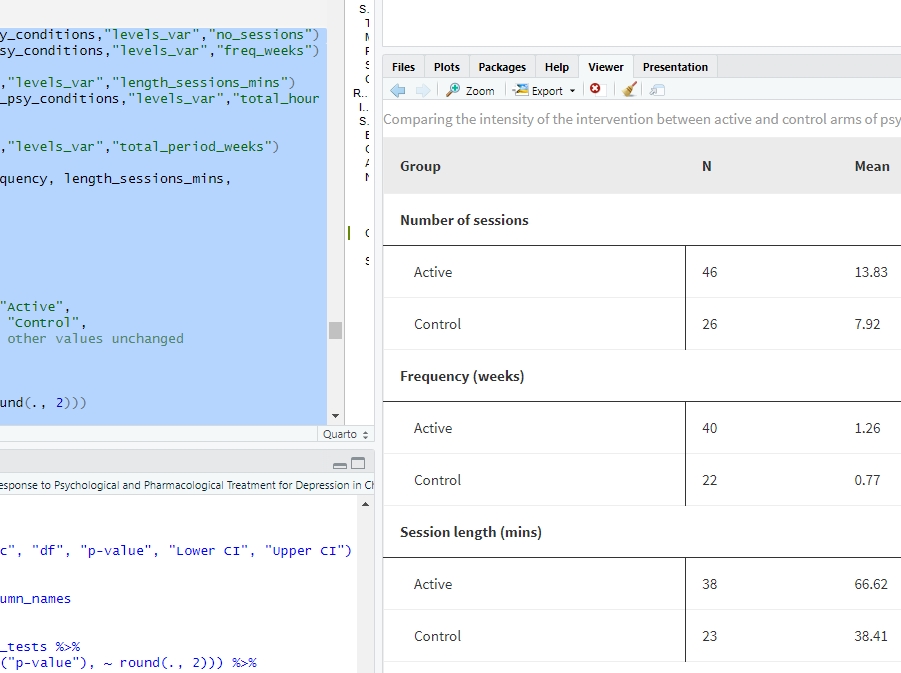 y_conditions,"levels_var","no_sessions")
sy_conditions,"levels_var","freq_weeks")
,"levels_var","length_sessions_mins")
_psy_conditions,"levels_var","total_hour
,"levels_var","total_period_weeks")
quency, length_sessions_mins,
"Active",
"Control",
other values unchanged
und(., 2)))
Quarto
esponse to Psychological and Pharmacological Treatment for Depression in Ch
c", "df", "p-value", "Lower CI", "Upper CI")
umn_names
_tests %>%
("p-value"), ~ round(., 2))) %>%
S.
R..
I..
S.
Files Plots Packages Help Viewer Presentation
Zoom Export
Comparing the intensity of the intervention between active and control arms of psy
Group N Mean
Number of sessions
Active 46 13.83
Control 26 7.92
Frequency (weeks)
Active 40 1.26
Control 22 0.77
Session length (mins)
Active 38 66.62
Control 23 38.41